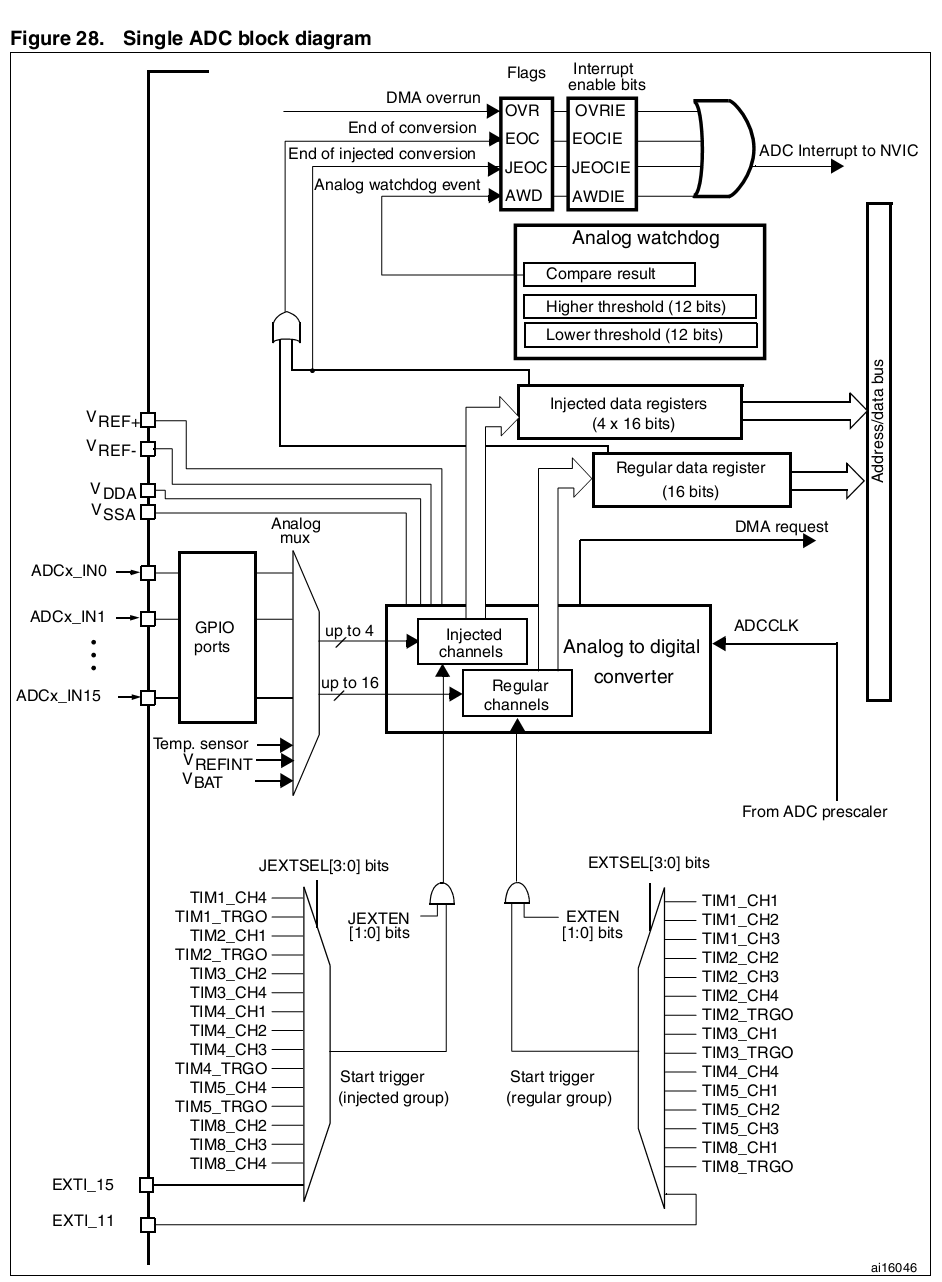 Figure 28. Single ADC block diagram
Flags
Interrupt
enable bits
DMA overrun
OVR
OVRIE
End of conversion
EOC
EOCIE
End of injected conversion
JEOC
JEOCIE
Analog watchdog event
AWD
AWDIE
ADC Interrupt to NVIC
Analog watchdog
Compare result
Higher threshold (12 bits)
Lower threshold (12 bits)
Address/data bus
Injected data registers
(4 x 16 bits)
Regular data register
(16 bits)
VREF+
VREF-
VDDA
VSSA
DMA request
Analog
mux
ADCx_IN0
ADCx_IN1
ADCx_IN15
GPIO
ports
up to 4
up to 16
Injected
channels
Regular
channels
Analog to digital
converter
ADCCLK
Temp. sensor
VREFINT
VBAT
From ADC prescaler
JEXTSEL[3:0] bits
EXTSEL[3:0] bits
JEXTEN
[1:0] bits
EXTEN
[1:0] bits
TIM1_CH4
TIM1_TRGO
TIM2_CH1
TIM2_TRGO
TIM3_CH2
TIM3_CH4
TIM4_CH1
TIM4_CH2
TIM4_CH3
TIM4_TRGO
TIM5_CH4
TIM5_TRGO
TIM8_CH2
TIM8_CH3
TIM8_CH4
Start trigger
(injected group)
Start trigger
(regular group)
TIM1_CH1
TIM1_CH2
TIM1_CH3
TIM2_CH2
TIM2_CH3
TIM2_CH4
TIM2_TRGO
TIM3_CH1
TIM3_TRGO
TIM4_CH4
TIM5_CH1
TIM5_CH2
TIM5_CH3
TIM8_CH1
TIM8_TRGO
EXTI_15
EXTI_11
ai16046